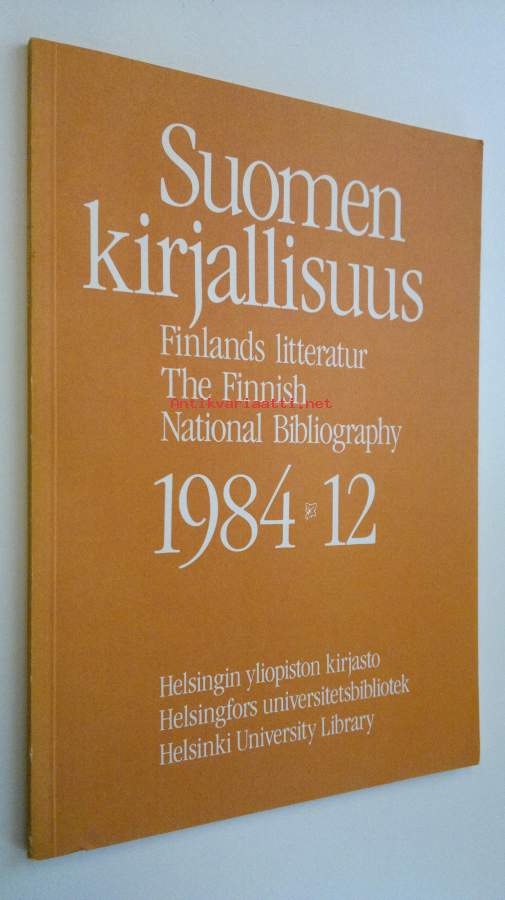 Suomen
kirjallisuus
Finlands litteratur
The Finnish
Antikvariaatti.net
National Bibliography
1984 12
Helsingin yliopiston kirjasto
Helsingfors universitetsbibliotek
Helsinki University Library